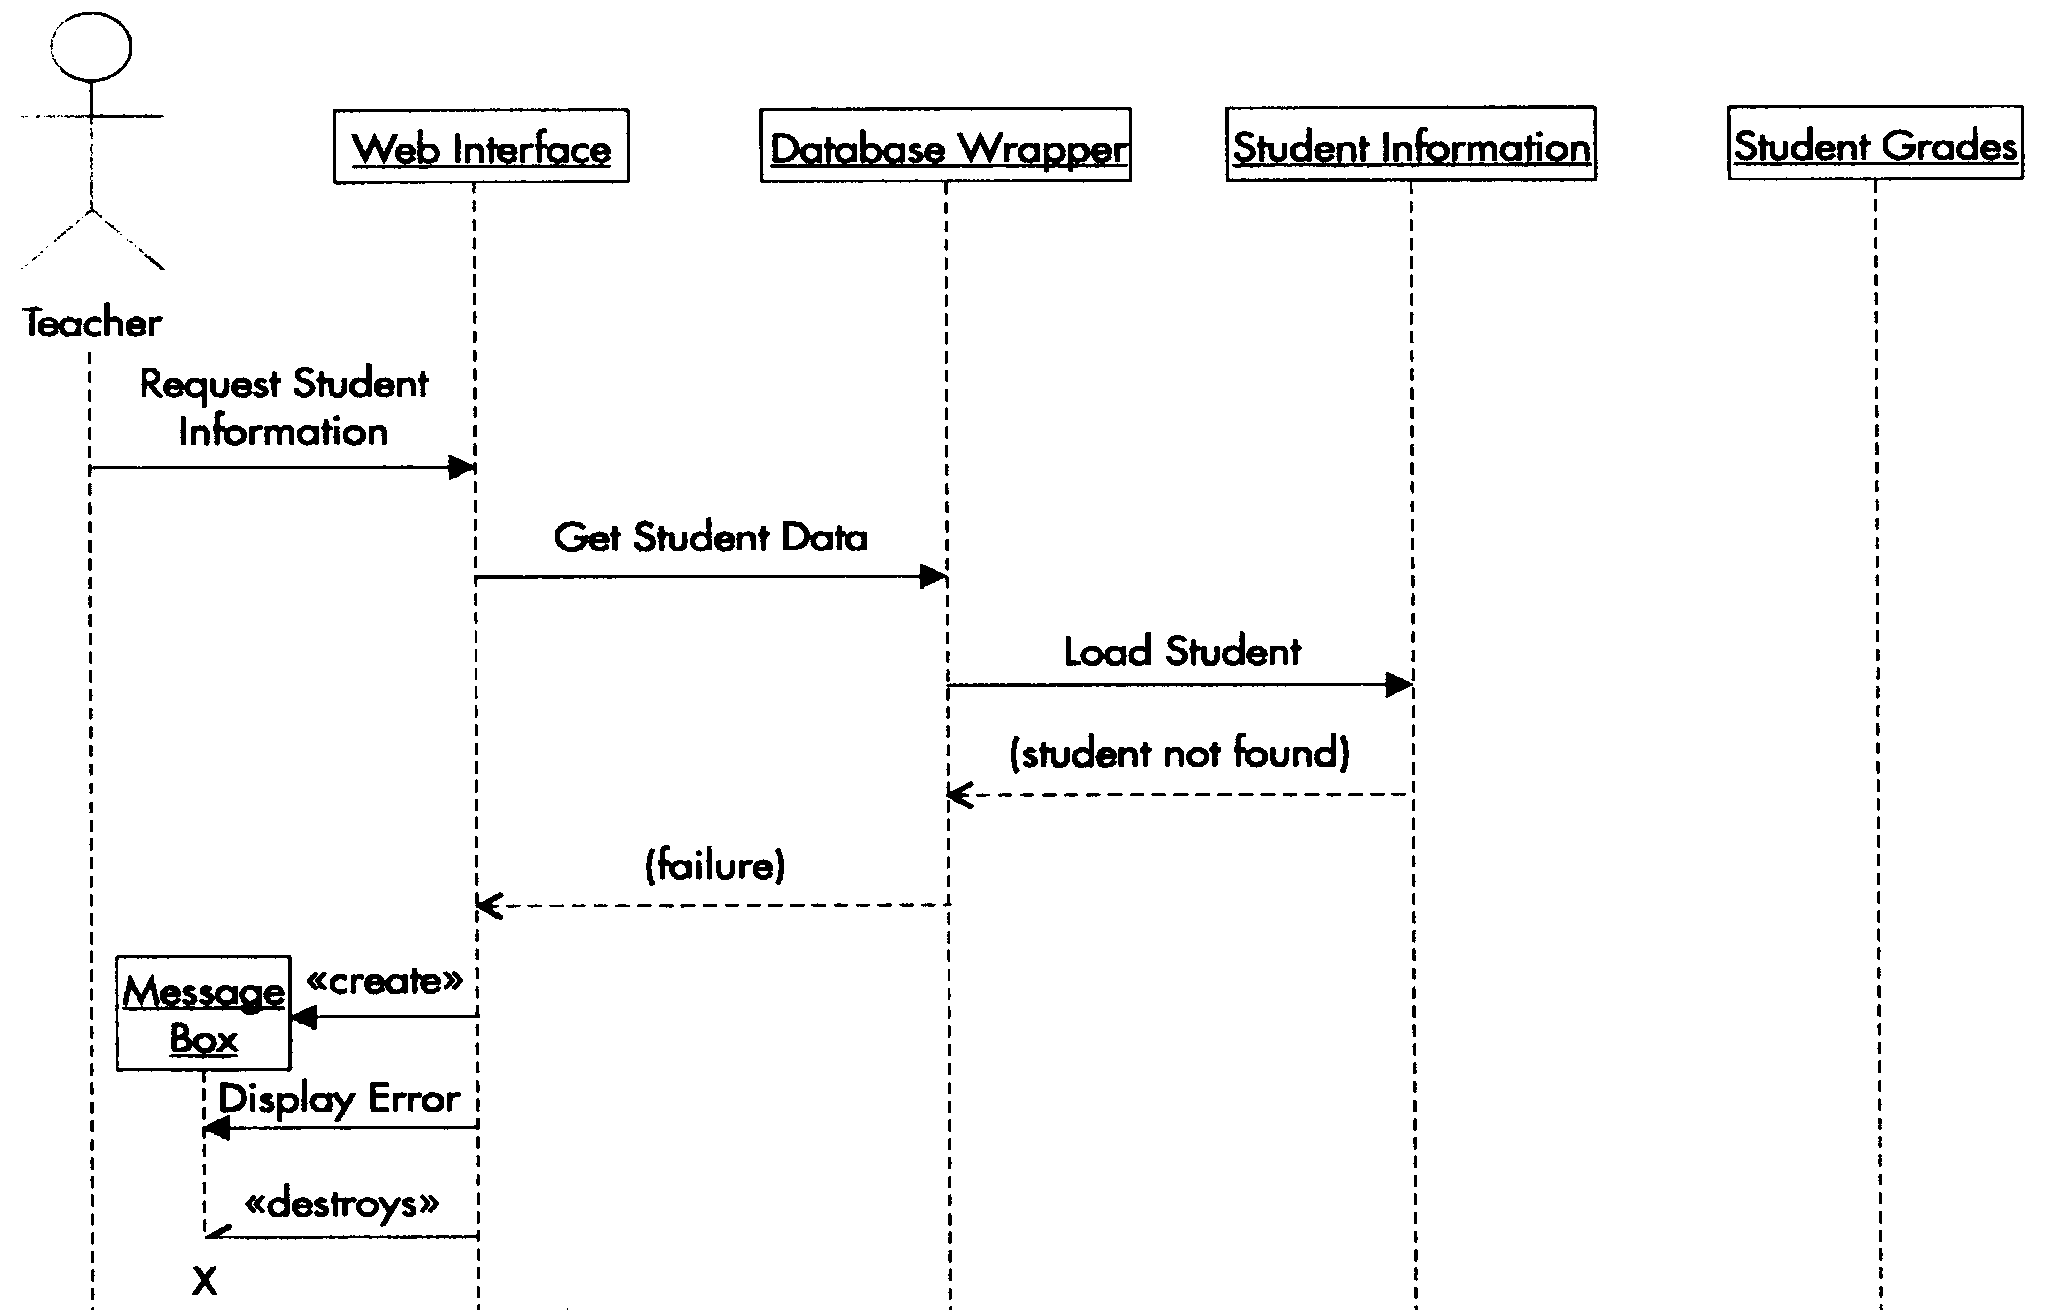 Web Interface
Database Wrapper
Student Information
Student Grades
Teacher
Request Student
Information
Get Student Data
Load Student
(student not found)
(failure)
Message
Box
«create»
Display Error
«destroys»
X